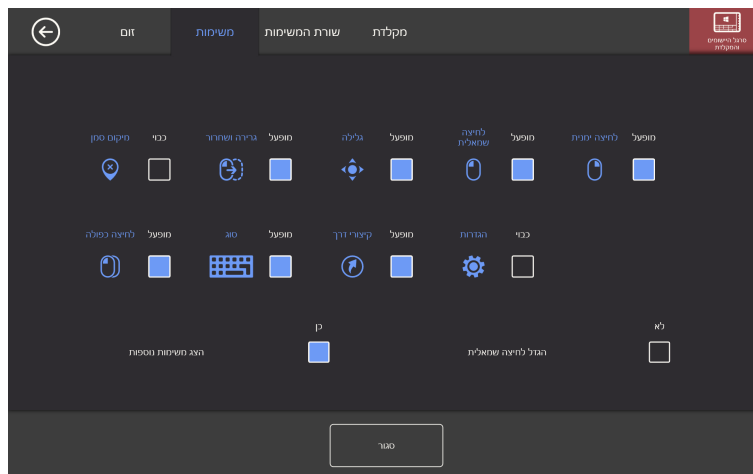 סרגל היישומים
והמקלדת
מקלדת
שורת המשימות
משימות
זום
מופעל
לחיצה ימנית
מופעל
לחיצה
שמאלית
מופעל
גלילה
מופעל
גרירה ושחרור
כבוי
מיקום סמן
כבוי
הגדרות
מופעל
קיצורי דרך
מופעל
סוג
מופעל
לחיצה כפולה
לא
הגדל לחיצה שמאלית
כן
הצג משימות נוספות
סגור